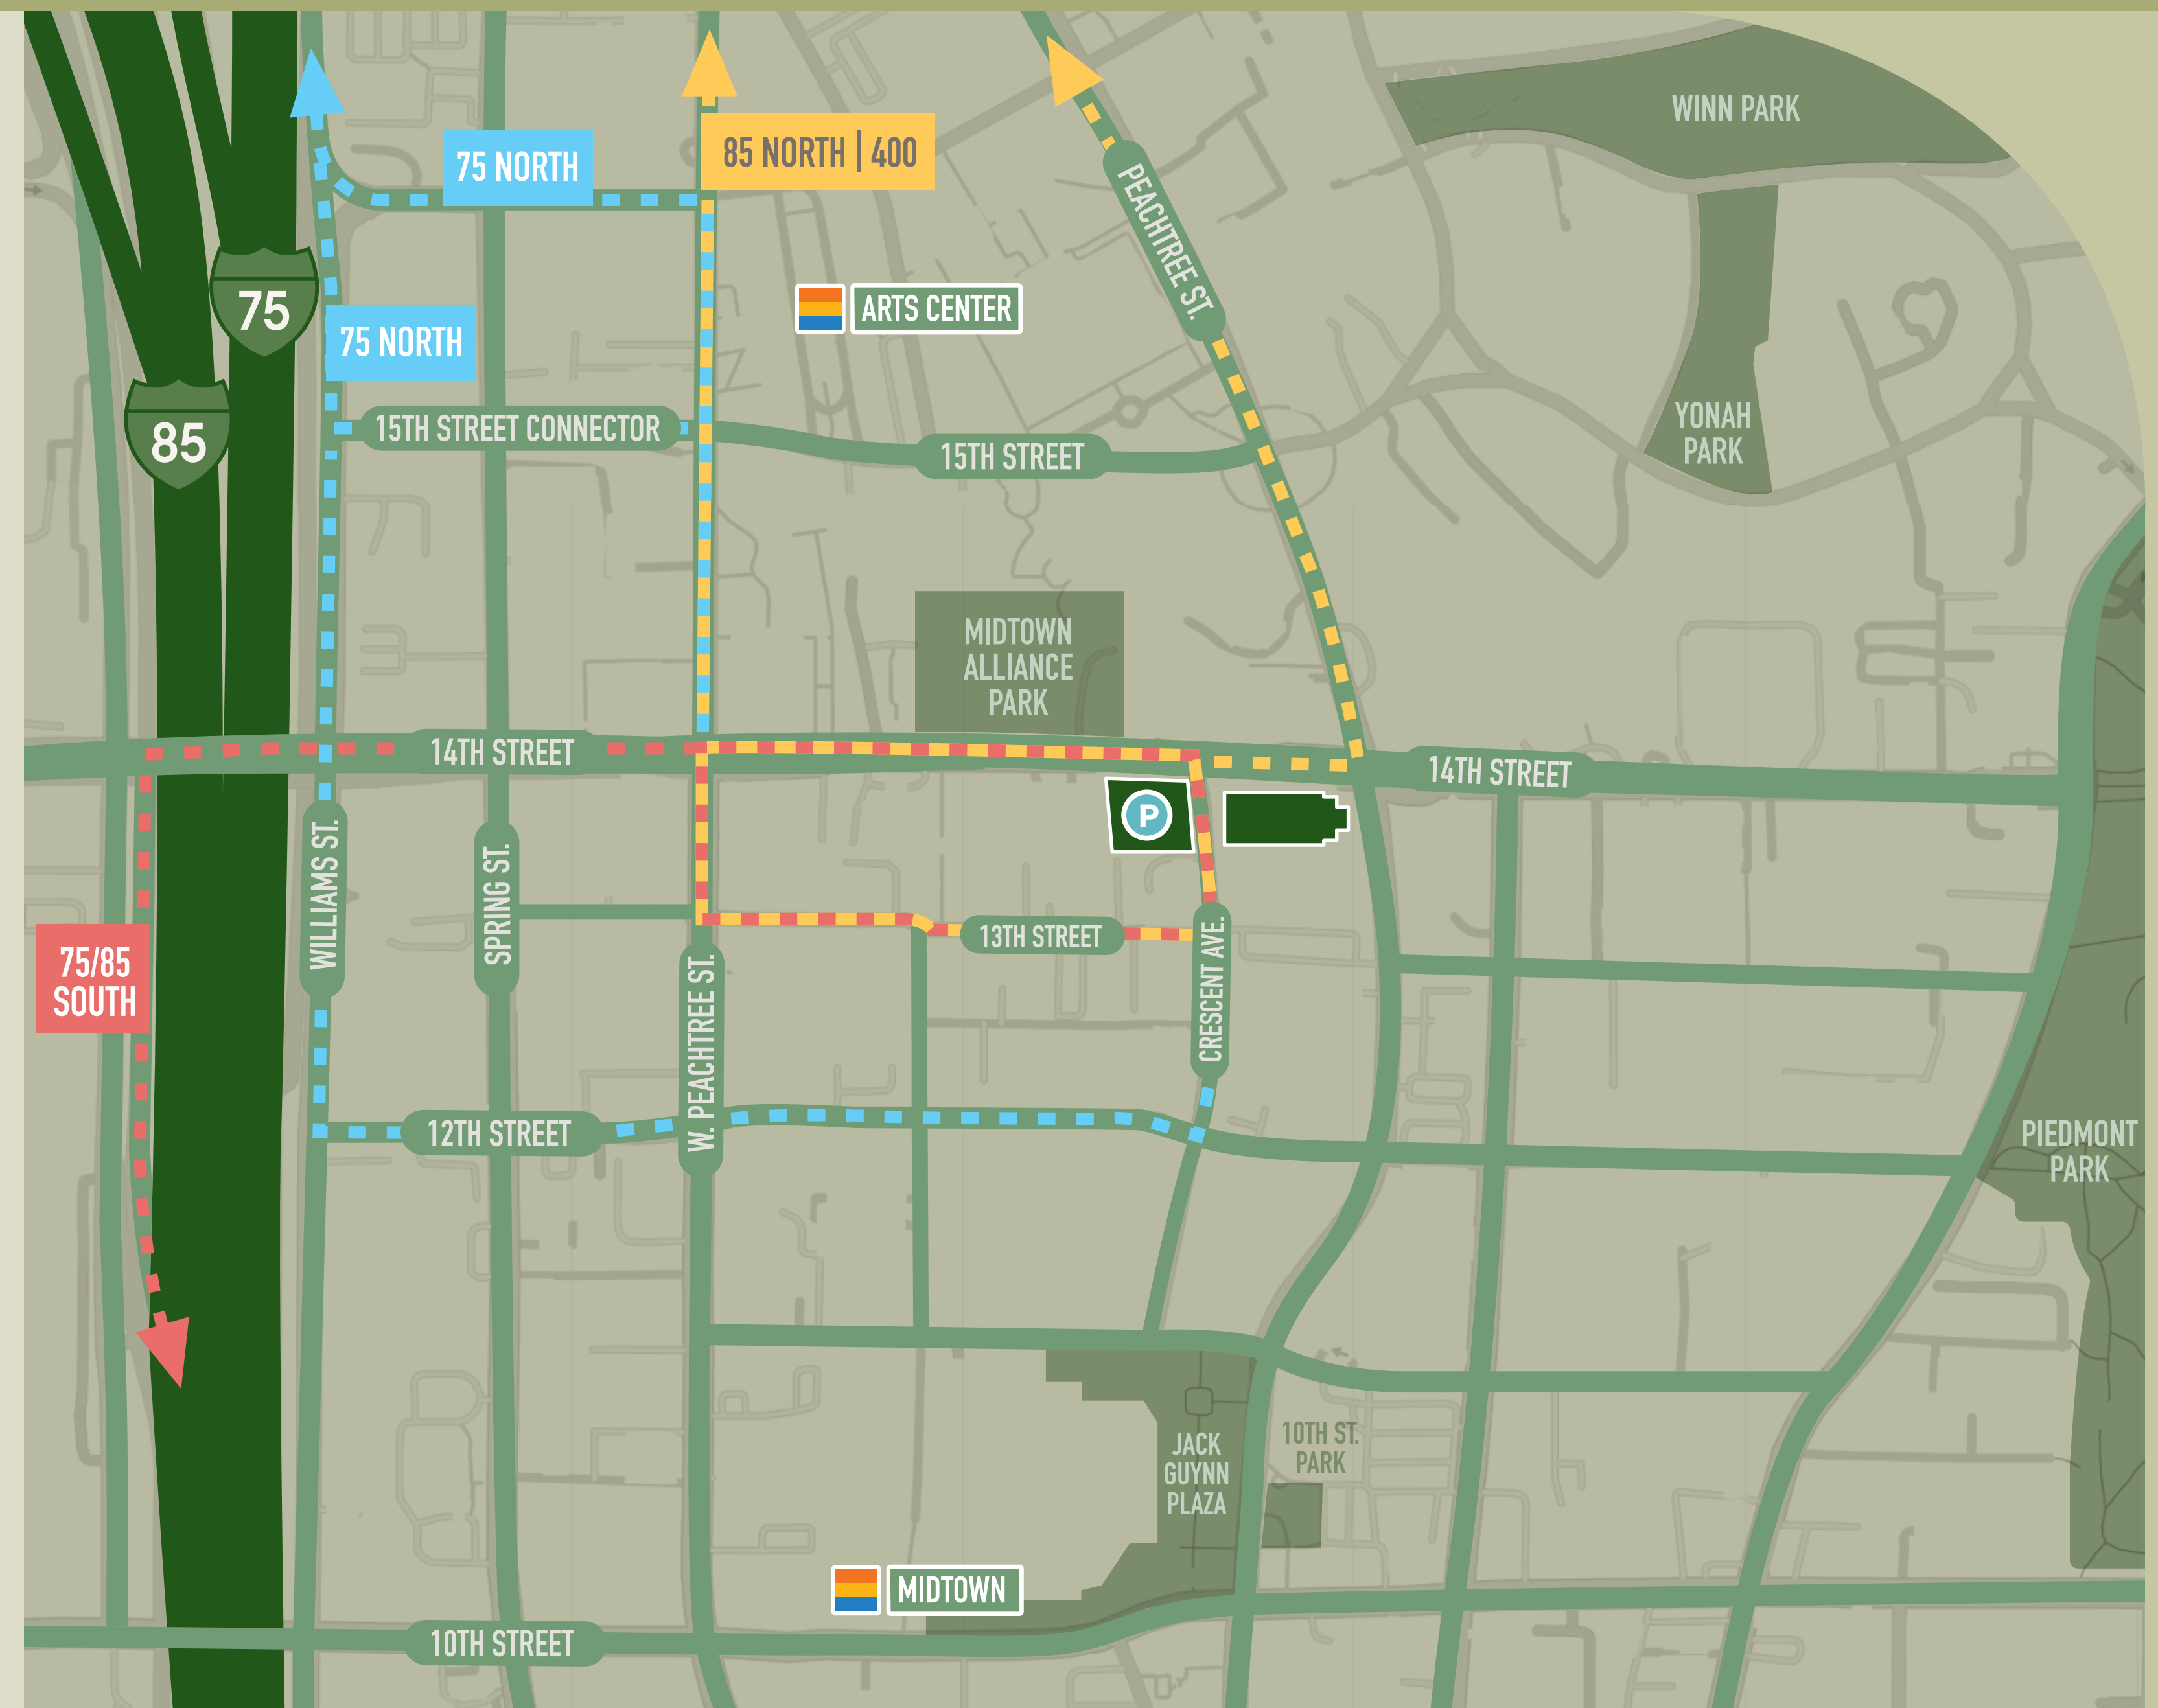 WINN PARK
75 NORTH
85 NORTH | 400
PEACHTREE ST.
75
ARTS CENTER
75 NORTH
85
15TH STREET CONNECTOR
15TH STREET
YONAH
PARK
MIDTOWN
ALLIANCE
PARK
14TH STREET
14TH STREET
P
WILLIAMS ST.
SPRING ST.
13TH STREET
CRESCENT AVE.
75/85
SOUTH
W. PEACHTREE ST.
12TH STREET
PIEDMONT
PARK
JACK
GUYNN
PLAZA
10TH ST.
PARK
MIDTOWN
10TH STREET